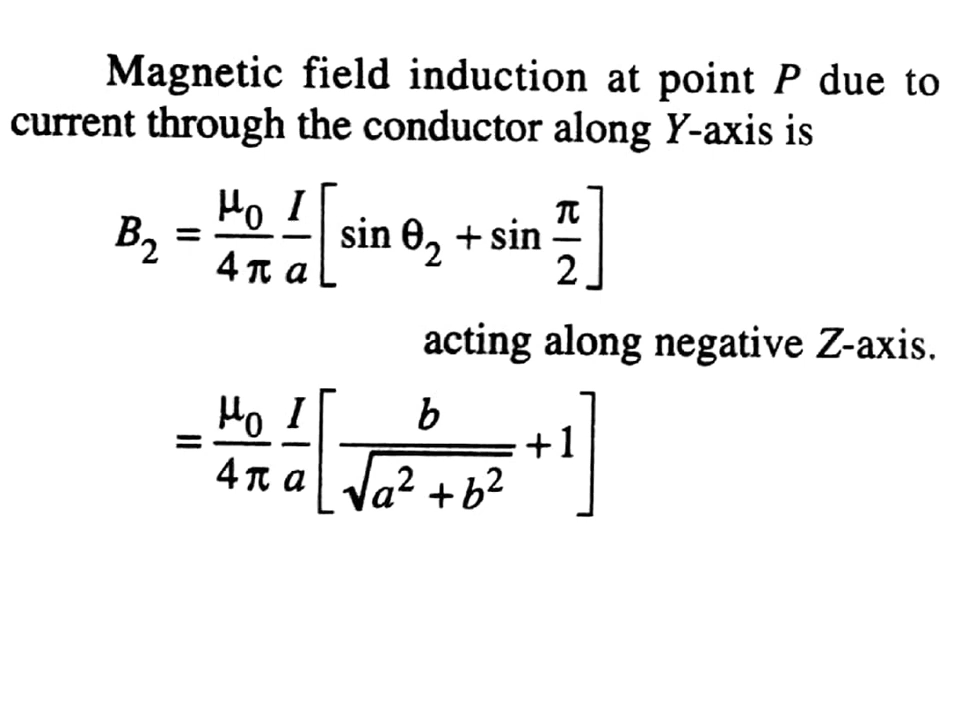 Magnetic field induction at point P due to
current through the conductor along Y-axis is
B₂ = μ₀/4π I/a [sin θ₂ + sin π/2]
acting along negative Z-axis.
= μ₀/4π I/a [b/√(a² + b²) + 1]